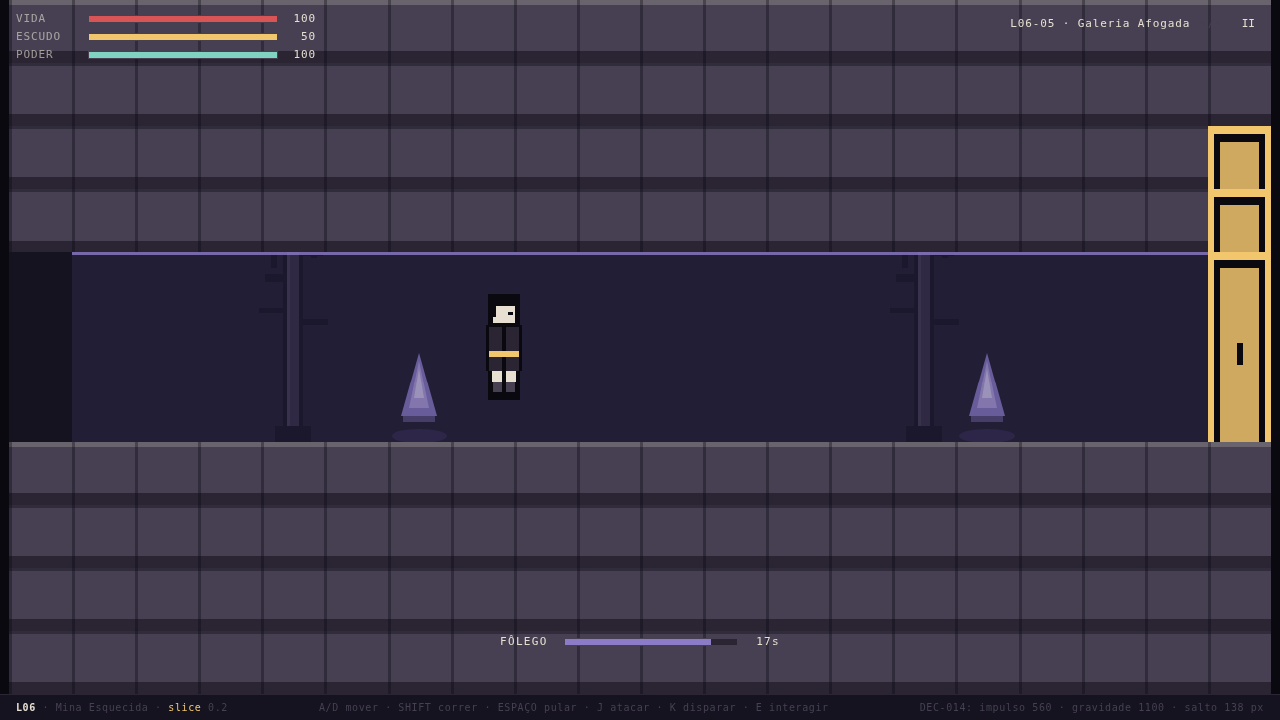 VIDA 100
ESCUDO 50
PODER 100
L06-05 · Galeria Afogada II
FÔLEGO 17s
L06 · Mina Esquecida · slice 0.2 A/D mover · SHIFT correr · ESPAÇO pular · J atacar · K disparar · E interagir DEC-014: impulso 560 · gravidade 1100 · salto 138 px